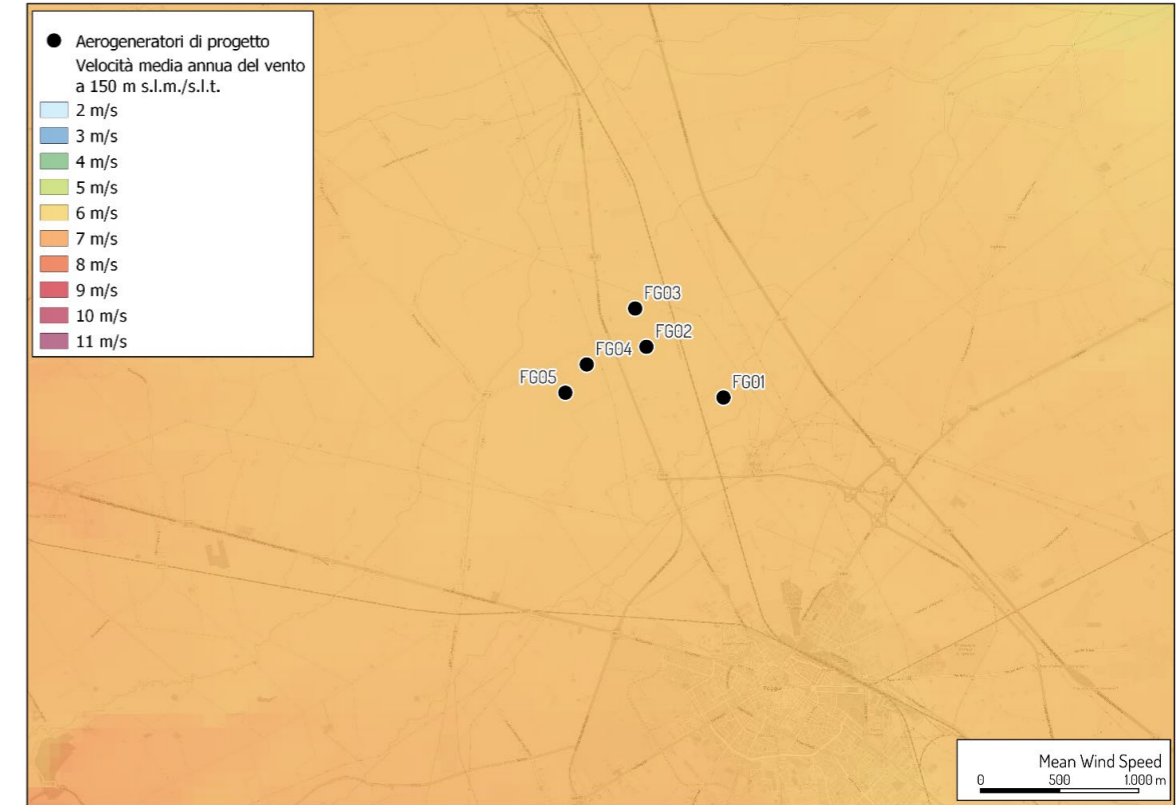 Aerogeneratori di progetto
Velocità media annua del vento
a 150 m s.l.m./s.l.t.
2 m/s
3 m/s
4 m/s
5 m/s
6 m/s
7 m/s
8 m/s
9 m/s
10 m/s
11 m/s
FG03
FG02
FG04
FG05
FG01
Mean Wind Speed
0 500 1.000 m